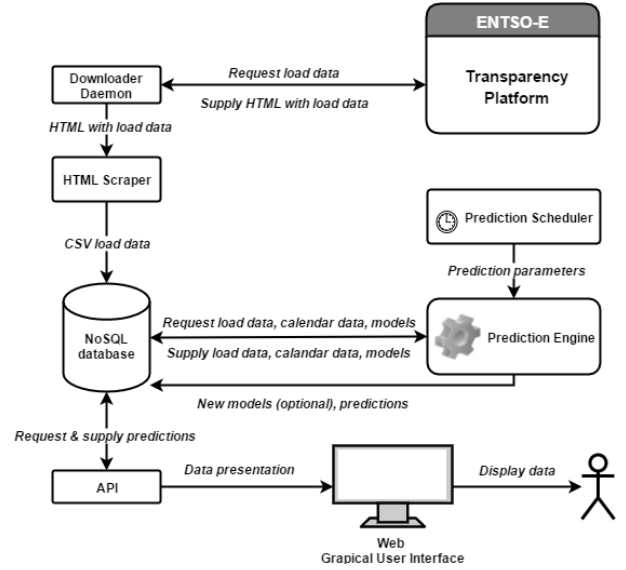 ENTSO-E
Downloader
Daemon
Request load data
Supply HTML with load data
Transparency
Platform
HTML with load data
HTML Scraper
Prediction Scheduler
CSV load data
Prediction parameters
NoSQL
database
Request load data, calendar data, models
Supply load data, calandar data, models
Prediction Engine
New models (optional), predictions
Request & supply predictions
API
Data presentation
Display data
Web
Grapical User Interface